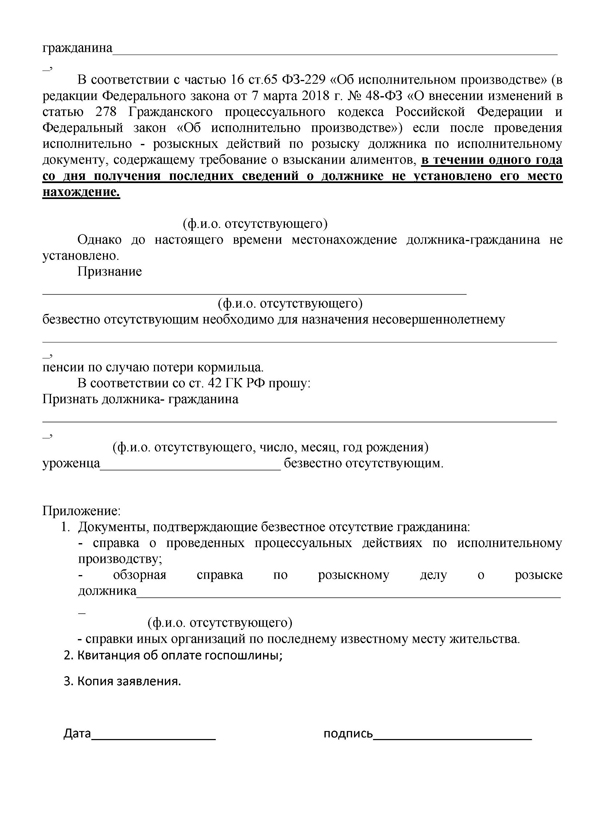 гражданина_______________________________________________________________
_,
В соответствии с частью 16 ст.65 ФЗ-229 «Об исполнительном производстве» (в
редакции Федерального закона от 7 марта 2018 г. № 48-ФЗ «О внесении изменений в
статью 278 Гражданского процессуального кодекса Российской Федерации и
Федеральный закон «Об исполнительно производстве») если после проведения
исполнительно - розыскных действий по розыску должника по исполнительному
документу, содержащему требование о взыскании алиментов, в течении одного года
со дня получения последних сведений о должнике не установлено его место
нахождение.
(ф.и.о. отсутствующего)
Однако до настоящего времени местонахождение должника-гражданина не
установлено.
Признание
____________________________________________________________
(ф.и.о. отсутствующего)
безвестно отсутствующим необходимо для назначения несовершеннолетнему
_________________________________________________________________________
_,
пенсии по случаю потери кормильца.
В соответствии со ст. 42 ГК РФ прошу:
Признать должника- гражданина
_________________________________________________________________________
_,
(ф.и.о. отсутствующего, число, месяц, год рождения)
уроженца_________________________ безвестно отсутствующим.
Приложение:
1. Документы, подтверждающие безвестное отсутствие гражданина:
- справка о проведенных процессуальных действиях по исполнительному
производству;
- обзорная справка по розыскному делу о розыске
должника____________________________________________________________
_
(ф.и.о. отсутствующего)
- справки иных организаций по последнему известному месту жительства.
2. Квитанция об оплате госпошлины;
3. Копия заявления.
Дата__________________ подпись_______________________